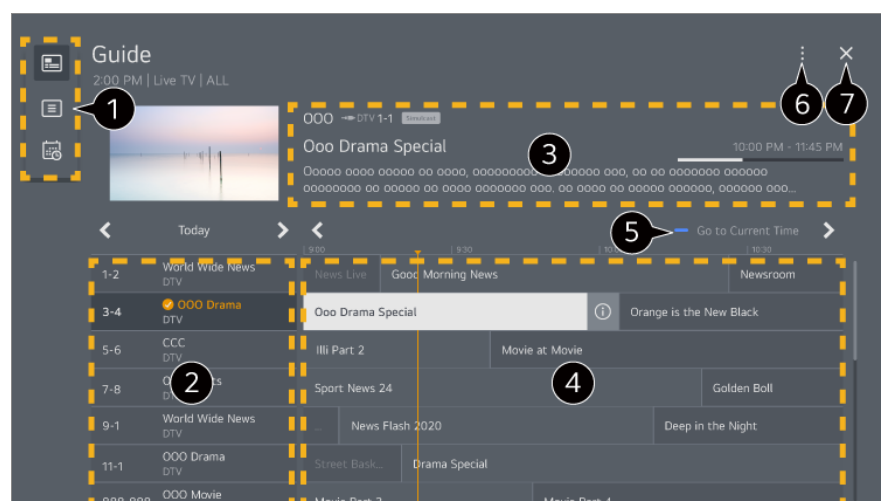 Guide
2:00 PM | Live TV | ALL
1
OOO DTV 1-1
Ooo Drama Special
10:00 PM - 11:45 PM
3
6
7
Today
5
Go to Current Time
9:00
9:30
10:30
1-2 World Wide News
DTV
News Live
Good Morning News
Newsroom
3-4 OOO Drama
DTV
Ooo Drama Special
Orange is the New Black
5-6 CCC
DTV
Illi Part 2
Movie at Movie
7-8
2
Sport News 24
4
Golden Boll
9-1 World Wide News
DTV
...
News Flash 2020
Deep in the Night
11-1 OOO Drama
DTV
Street Bask...
Drama Special
OOO Movie